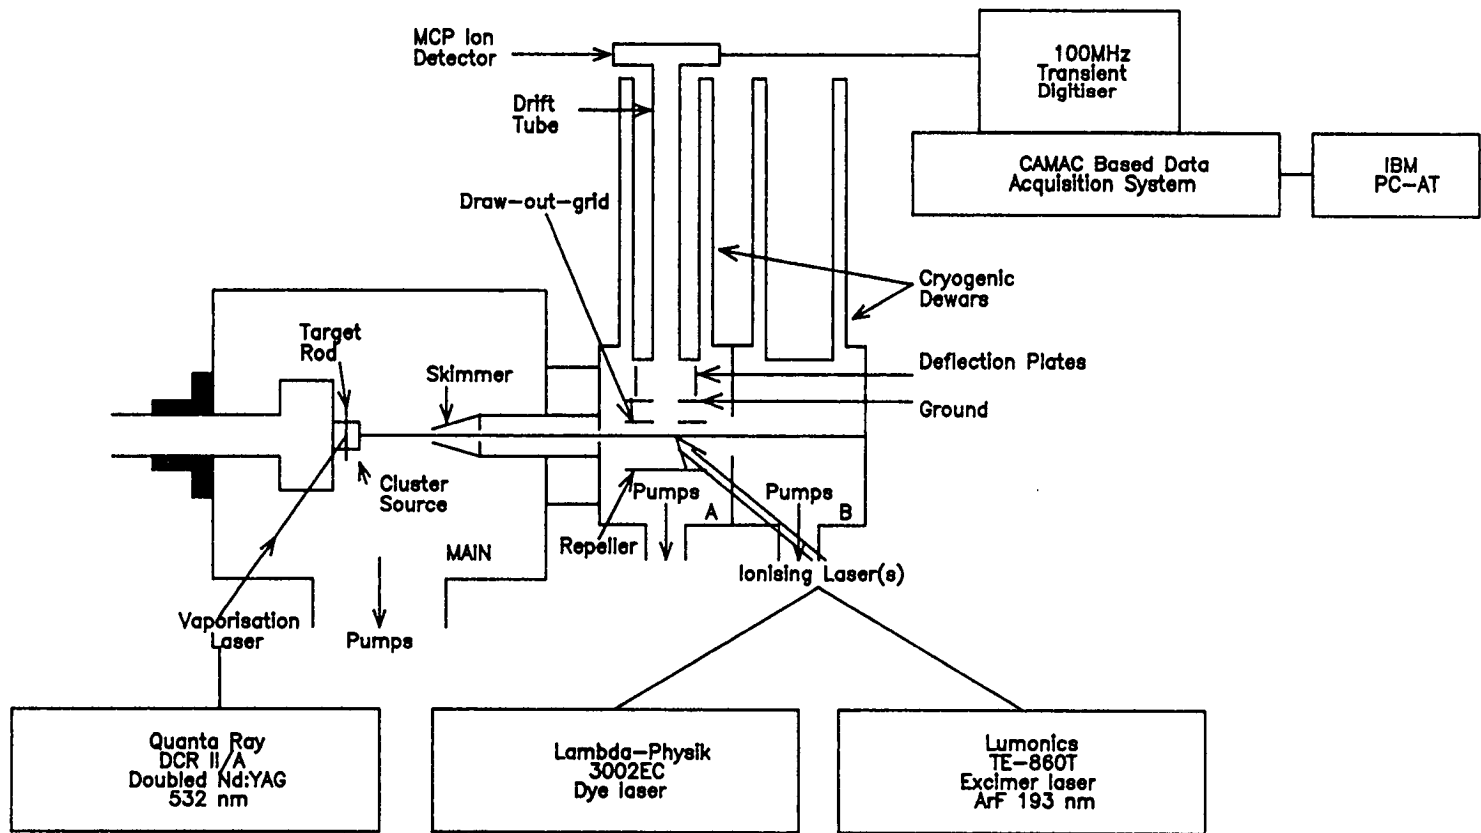 MCP Ion
Detector
100MHz
Transient
Digitiser
Drift
Tube
CAMAC Based Data
Acquisition System
IBM
PC-AT
Draw-out-grid
Cryogenic
Dewars
Target
Rod
Skimmer
Deflection Plates
Ground
Cluster
Source
Pumps
Pumps
A
B
Repeller
MAIN
Ionising Laser(s)
Vaporisation
Laser
Pumps
Quanta Ray
DCR II/A
Doubled Nd:YAG
532 nm
Lambda-Physik
3002EC
Dye laser
Lumonics
TE-860T
Excimer laser
ArF 193 nm